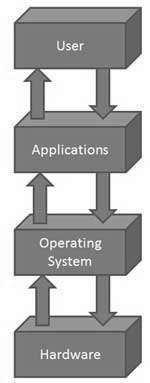 User
Applications
Operating
System
Hardware